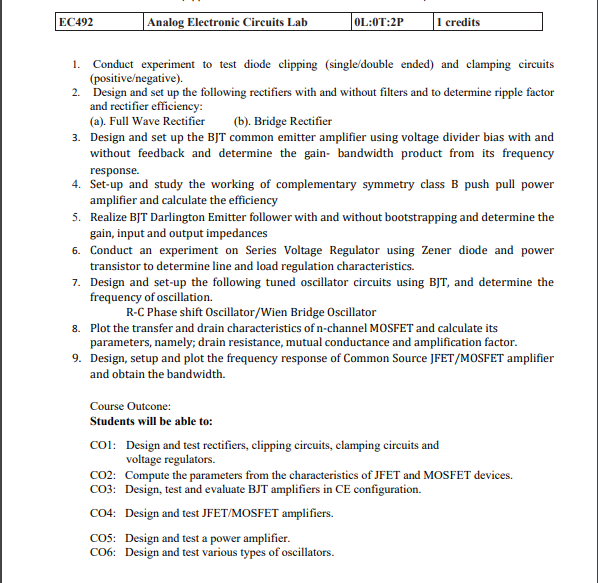 EC492 Analog Electronic Circuits Lab 0L:0T:2P 1 credits
1. Conduct experiment to test diode clipping (single/double ended) and clamping circuits
(positive/negative).
2. Design and set up the following rectifiers with and without filters and to determine ripple factor
and rectifier efficiency:
(a). Full Wave Rectifier (b). Bridge Rectifier
3. Design and set up the BJT common emitter amplifier using voltage divider bias with and
without feedback and determine the gain- bandwidth product from its frequency
response.
4. Set-up and study the working of complementary symmetry class B push pull power
amplifier and calculate the efficiency
5. Realize BJT Darlington Emitter follower with and without bootstrapping and determine the
gain, input and output impedances
6. Conduct an experiment on Series Voltage Regulator using Zener diode and power
transistor to determine line and load regulation characteristics.
7. Design and set-up the following tuned oscillator circuits using BJT, and determine the
frequency of oscillation.
R-C Phase shift Oscillator/Wien Bridge Oscillator
8. Plot the transfer and drain characteristics of n-channel MOSFET and calculate its
parameters, namely; drain resistance, mutual conductance and amplification factor.
9. Design, setup and plot the frequency response of Common Source JFET/MOSFET amplifier
and obtain the bandwidth.
Course Outcone:
Students will be able to:
CO1: Design and test rectifiers, clipping circuits, clamping circuits and
voltage regulators.
CO2: Compute the parameters from the characteristics of JFET and MOSFET devices.
CO3: Design, test and evaluate BJT amplifiers in CE configuration.
CO4: Design and test JFET/MOSFET amplifiers.
CO5: Design and test a power amplifier.
CO6: Design and test various types of oscillators.